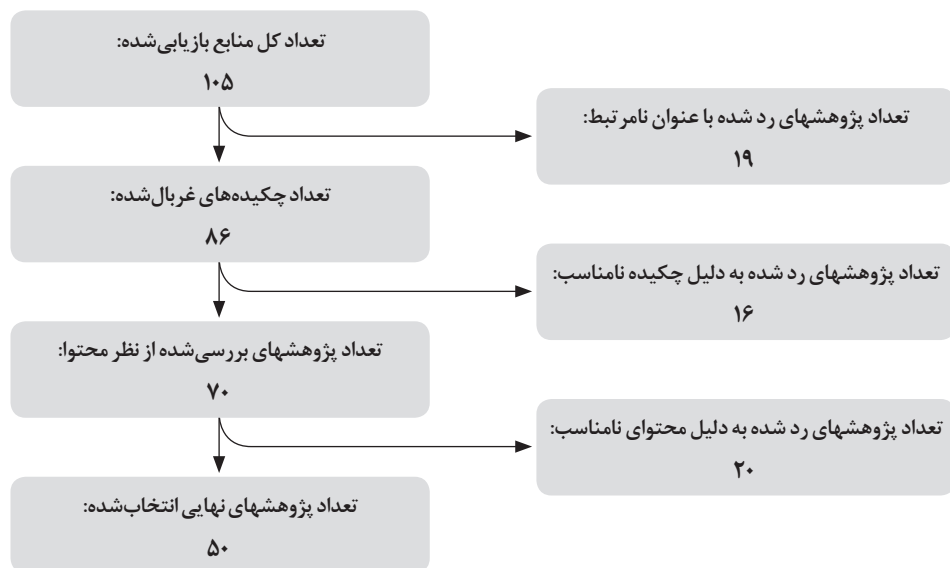 تعداد کل منابع بازیابی‌شده:
۱۰۵
تعداد پژوهشهای رد شده با عنوان نامرتبط:
۱۹
تعداد چکیده‌های غربال‌شده:
۸۶
تعداد پژوهشهای رد شده به دلیل چکیده نامناسب:
۱۶
تعداد پژوهشهای بررسی‌شده از نظر محتوا:
۷۰
تعداد پژوهشهای رد شده به دلیل محتوای نامناسب:
۲۰
تعداد پژوهشهای نهایی انتخاب‌شده:
۵۰